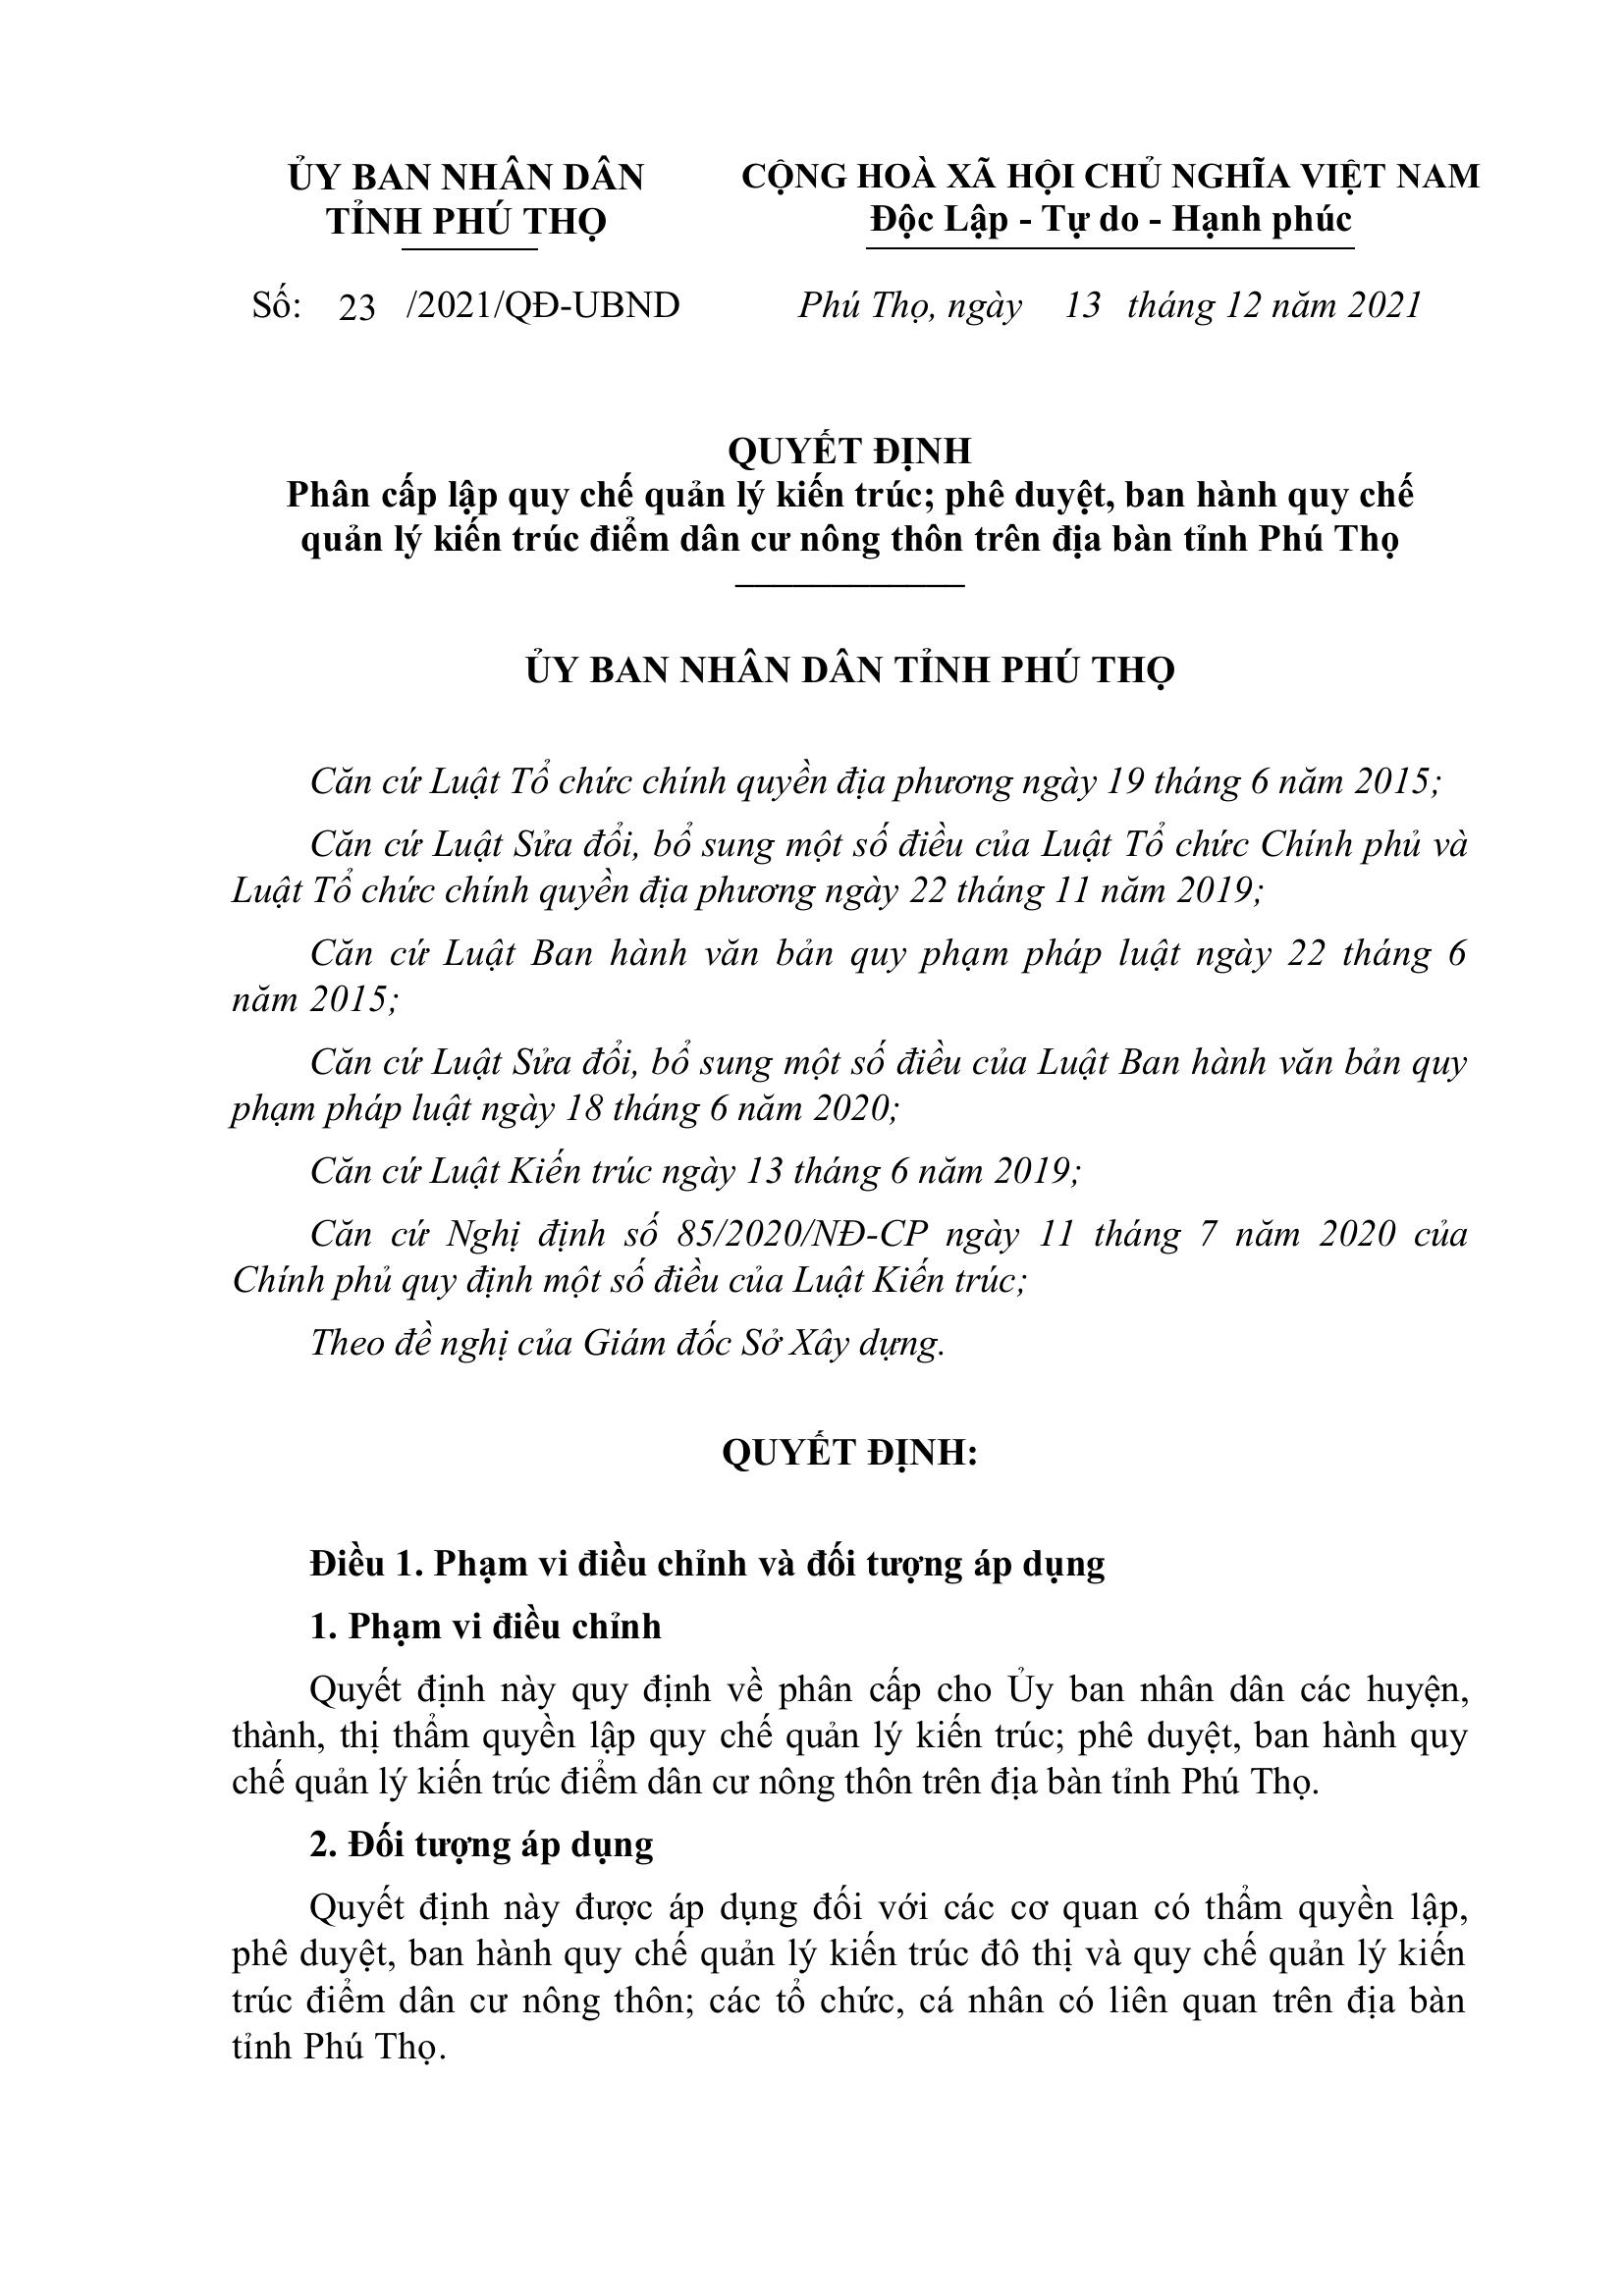 ỦY BAN NHÂN DÂN
TỈNH PHÚ THỌ
CỘNG HOÀ XÃ HỘI CHỦ NGHĨA VIỆT NAM
Độc Lập - Tự do - Hạnh phúc
Số: 23 /2021/QĐ-UBND
Phú Thọ, ngày 13 tháng 12 năm 2021
QUYẾT ĐỊNH
Phân cấp lập quy chế quản lý kiến trúc; phê duyệt, ban hành quy chế
quản lý kiến trúc điểm dân cư nông thôn trên địa bàn tỉnh Phú Thọ
ỦY BAN NHÂN DÂN TỈNH PHÚ THỌ
Căn cứ Luật Tổ chức chính quyền địa phương ngày 19 tháng 6 năm 2015;
Căn cứ Luật Sửa đổi, bổ sung một số điều của Luật Tổ chức Chính phủ và
Luật Tổ chức chính quyền địa phương ngày 22 tháng 11 năm 2019;
Căn cứ Luật Ban hành văn bản quy phạm pháp luật ngày 22 tháng 6
năm 2015;
Căn cứ Luật Sửa đổi, bổ sung một số điều của Luật Ban hành văn bản quy
phạm pháp luật ngày 18 tháng 6 năm 2020;
Căn cứ Luật Kiến trúc ngày 13 tháng 6 năm 2019;
Căn cứ Nghị định số 85/2020/NĐ-CP ngày 11 tháng 7 năm 2020 của
Chính phủ quy định một số điều của Luật Kiến trúc;
Theo đề nghị của Giám đốc Sở Xây dựng.
QUYẾT ĐỊNH:
Điều 1. Phạm vi điều chỉnh và đối tượng áp dụng
1. Phạm vi điều chỉnh
Quyết định này quy định về phân cấp cho Ủy ban nhân dân các huyện,
thành, thị thẩm quyền lập quy chế quản lý kiến trúc; phê duyệt, ban hành quy
chế quản lý kiến trúc điểm dân cư nông thôn trên địa bàn tỉnh Phú Thọ.
2. Đối tượng áp dụng
Quyết định này được áp dụng đối với các cơ quan có thẩm quyền lập,
phê duyệt, ban hành quy chế quản lý kiến trúc đô thị và quy chế quản lý kiến
trúc điểm dân cư nông thôn; các tổ chức, cá nhân có liên quan trên địa bàn
tỉnh Phú Thọ.